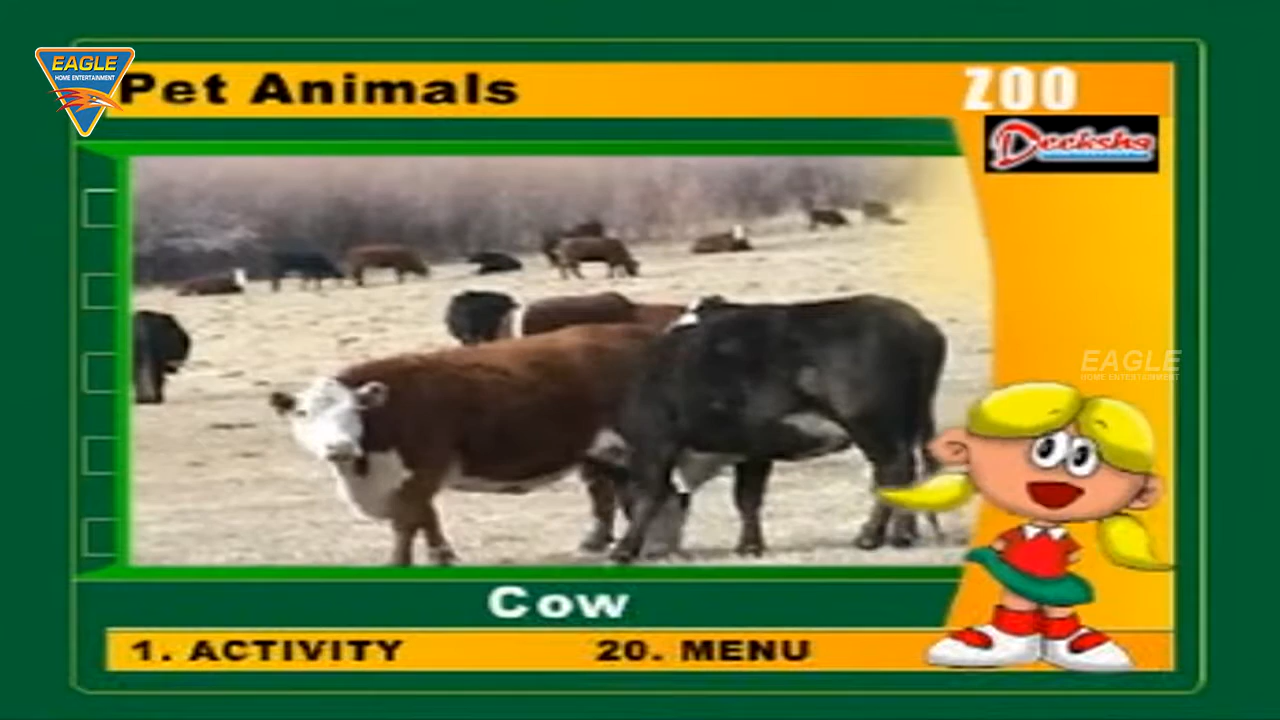 EAGLE
HOME ENTERTAINMENT
Pet Animals
ZOO
Deeksha
EAGLE
HOME ENTERTAINMENT
Cow
1. ACTIVITY
20. MENU